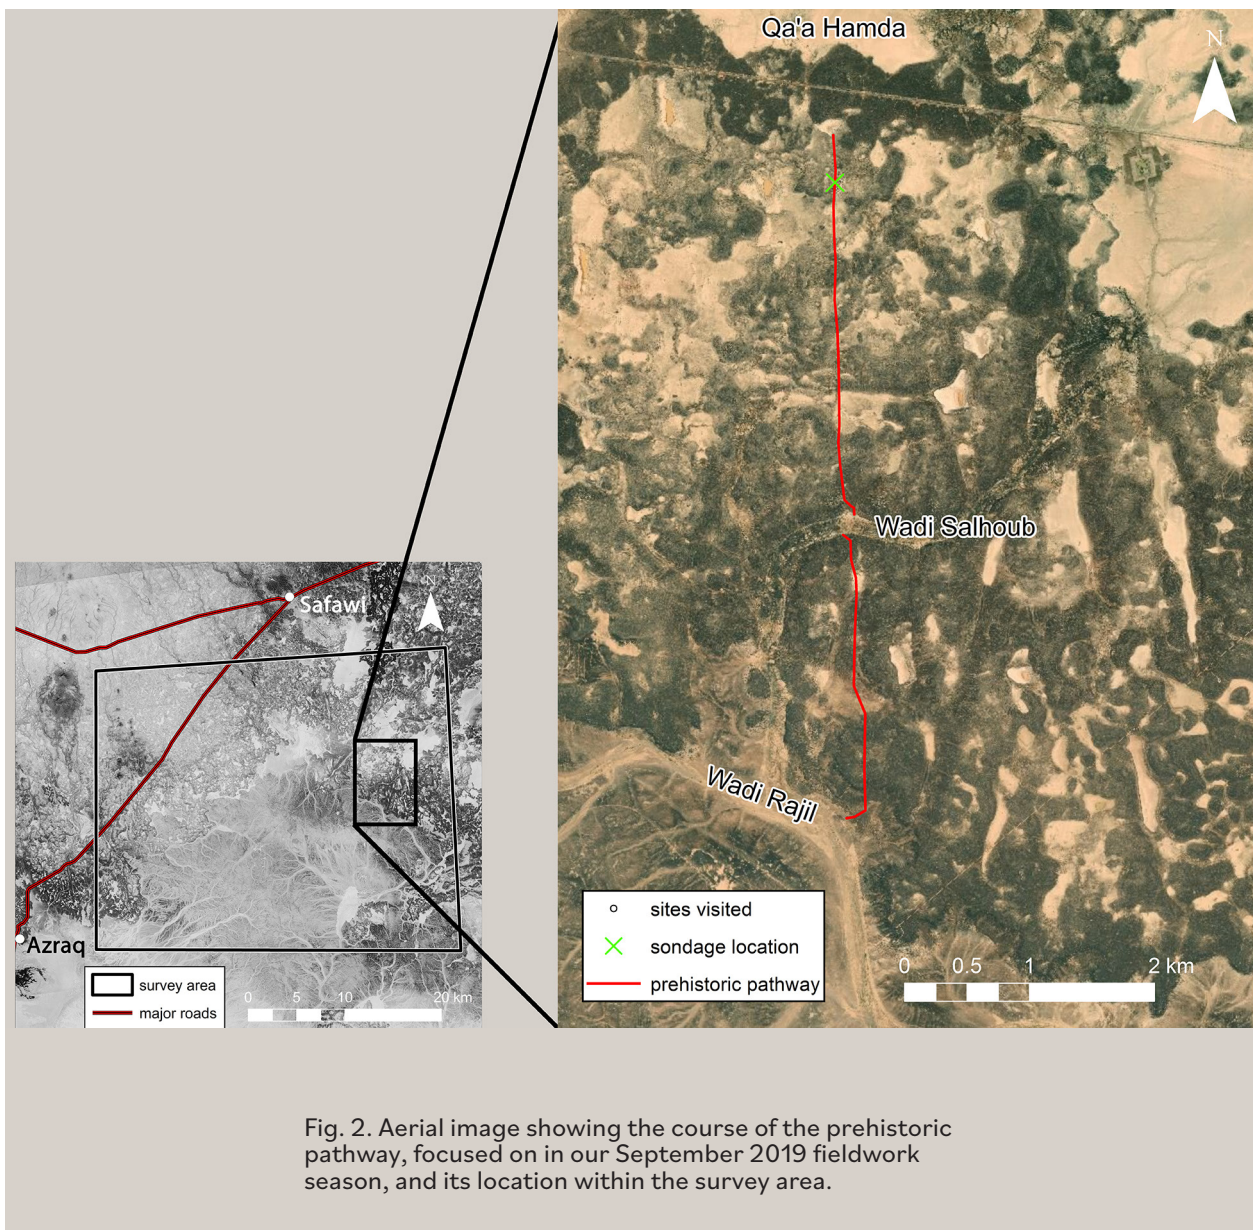 Qa'a Hamda
N
Wadi Salhoub
Wadi Rajil
sites visited
sondage location
prehistoric pathway
0 0.5 1 2 km
N
Safawi
Azraq
survey area
major roads
0 5 10 20 km
Fig. 2. Aerial image showing the course of the prehistoric
pathway, focused on in our September 2019 fieldwork
season, and its location within the survey area.